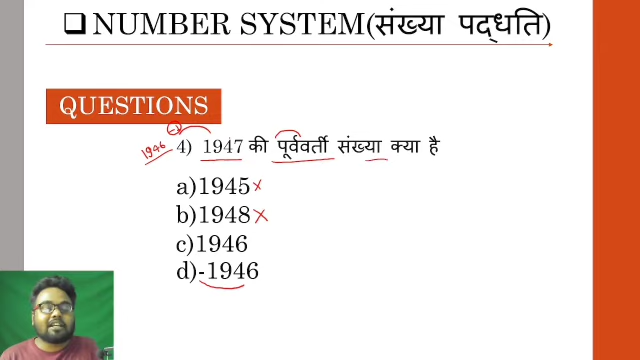 ❑ NUMBER SYSTEM(संख्या पद्धति)
QUESTIONS
1946 4) 1947 की पूर्ववर्ती संख्या क्या है
a)1945 ×
b)1948 ×
c)1946
d)-1946